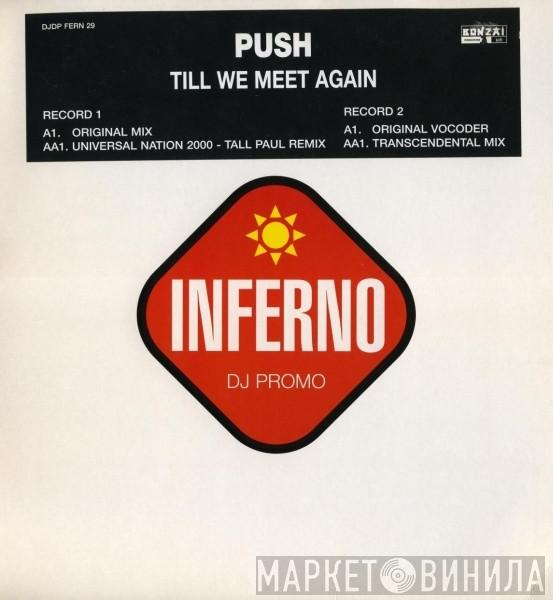 DJDP FERN 29
PUSH
BONZAI
TILL WE MEET AGAIN
RECORD 1
A1. ORIGINAL MIX
AA1. UNIVERSAL NATION 2000 - TALL PAUL REMIX
RECORD 2
A1. ORIGINAL VOCODER
AA1. TRANSCENDENTAL MIX
INFERNO
DJ PROMO
МАРКЕТ ВИНИЛА